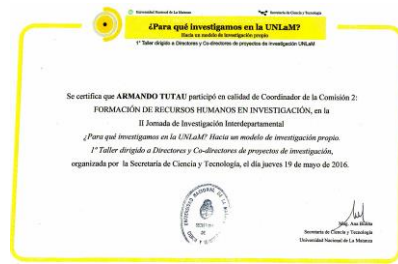 Universidad Nacional de La Matanza
Secretaría de Ciencia y Tecnología
¿Para qué investigamos en la UNLaM?
Hacia un modelo de investigación propio
1° Taller dirigido a Directores y Co-directores de proyectos de investigación UNLaM
Se certifica que ARMANDO TUTAU participó en calidad de Coordinador de la Comisión 2:
FORMACIÓN DE RECURSOS HUMANOS EN INVESTIGACIÓN, en la
II Jornada de Investigación Interdepartamental
¿Para qué investigamos en la UNLaM? Hacia un modelo de investigación propio.
1° Taller dirigido a Directores y Co-directores de proyectos de investigación,
organizada por la Secretaría de Ciencia y Tecnología, el día jueves 19 de mayo de 2016.
Mag. Ana
Secretaría de Ciencia y Tecnología
Universidad Nacional de La Matanza